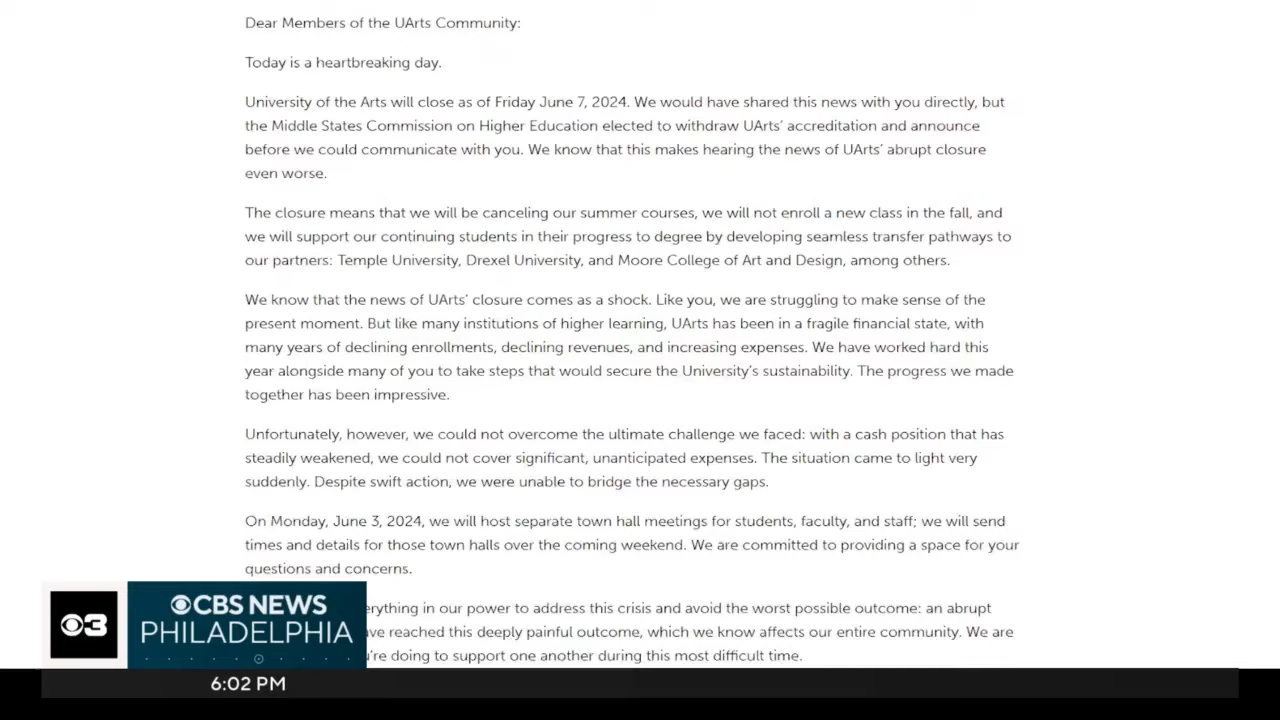 Dear Members of the UArts Community:
Today is a heartbreaking day.
University of the Arts will close as of Friday June 7, 2024. We would have shared this news with you directly, but
the Middle States Commission on Higher Education elected to withdraw UArts’ accreditation and announce
before we could communicate with you. We know that this makes hearing the news of UArts’ abrupt closure
even worse.
The closure means that we will be canceling our summer courses, we will not enroll a new class in the fall, and
we will support our continuing students in their progress to degree by developing seamless transfer pathways to
our partners: Temple University, Drexel University, and Moore College of Art and Design, among others.
We know that the news of UArts’ closure comes as a shock. Like you, we are struggling to make sense of the
present moment. But like many institutions of higher learning, UArts has been in a fragile financial state, with
many years of declining enrollments, declining revenues, and increasing expenses. We have worked hard this
year alongside many of you to take steps that would secure the University’s sustainability. The progress we made
together has been impressive.
Unfortunately, however, we could not overcome the ultimate challenge we faced: with a cash position that has
steadily weakened, we could not cover significant, unanticipated expenses. The situation came to light very
suddenly. Despite swift action, we were unable to bridge the necessary gaps.
On Monday, June 3, 2024, we will host separate town hall meetings for students, faculty, and staff; we will send
times and details for those town halls over the coming weekend. We are committed to providing a space for your
questions and concerns.
in our power to address this crisis and avoid the worst possible outcome: an abrupt
reached this deeply painful outcome, which we know affects our entire community. We are
doing to support one another during this most difficult time.
3
CBS NEWS
PHILADELPHIA
6:02 PM